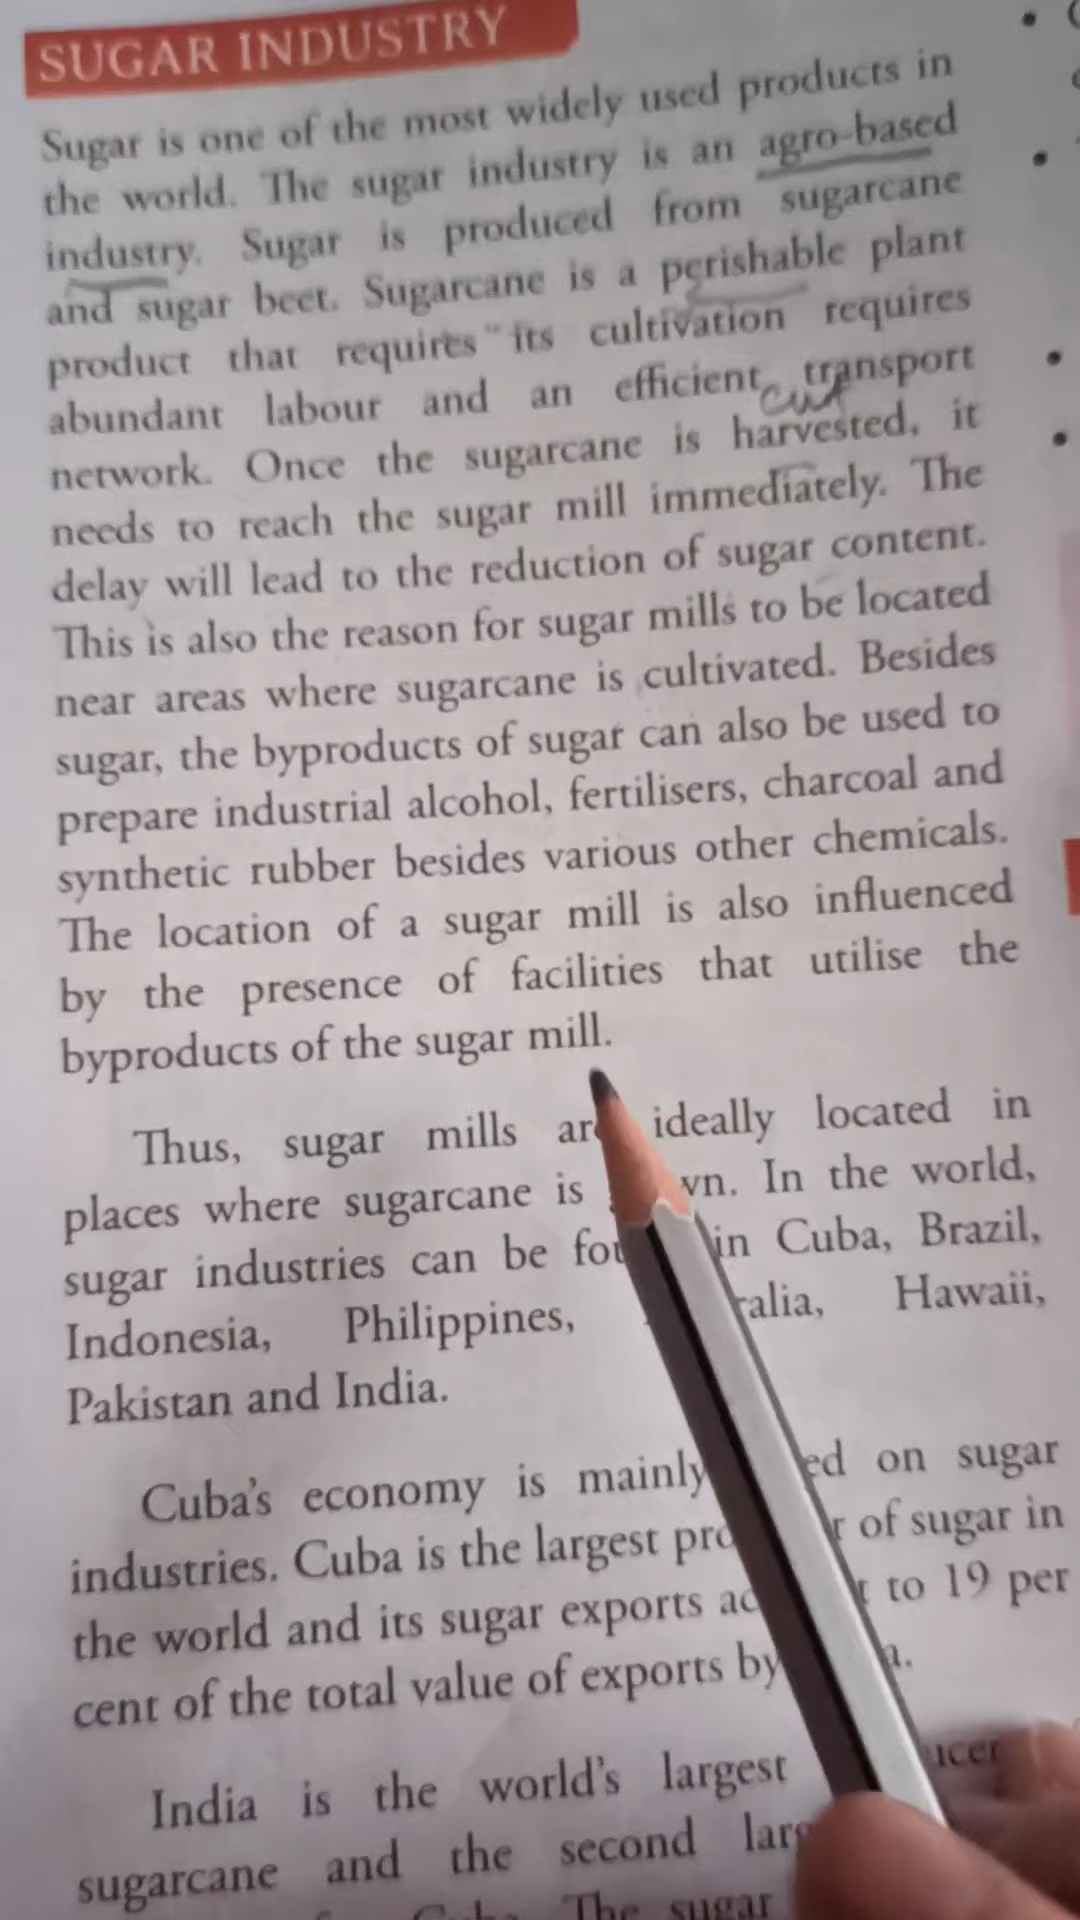 SUGAR INDUSTRY
Sugar is one of the most widely used products in
the world. The sugar industry is an agro-based
industry. Sugar is produced from sugarcane
and sugar beet. Sugarcane is a perishable plant
product that requires its cultivation requires
abundant labour and an efficient transport
cut
network. Once the sugarcane is harvested, it
needs to reach the sugar mill immediately. The
delay will lead to the reduction of sugar content.
This is also the reason for sugar mills to be located
near areas where sugarcane is cultivated. Besides
sugar, the byproducts of sugar can also be used to
prepare industrial alcohol, fertilisers, charcoal and
synthetic rubber besides various other chemicals.
The location of a sugar mill is also influenced
by the presence of facilities that utilise the
byproducts of the sugar mill.
Thus, sugar mills are ideally located in
places where sugarcane is In the world,
sugar industries can be in Cuba, Brazil,
Indonesia, Philippines, Hawaii,
Pakistan and India.
Cuba's economy is mainly on sugar
industries. Cuba is the largest of sugar in
the world and its sugar exports to 19 per
cent of the total value of exports by
India is the world's largest
sugarcane and the second
The sugar